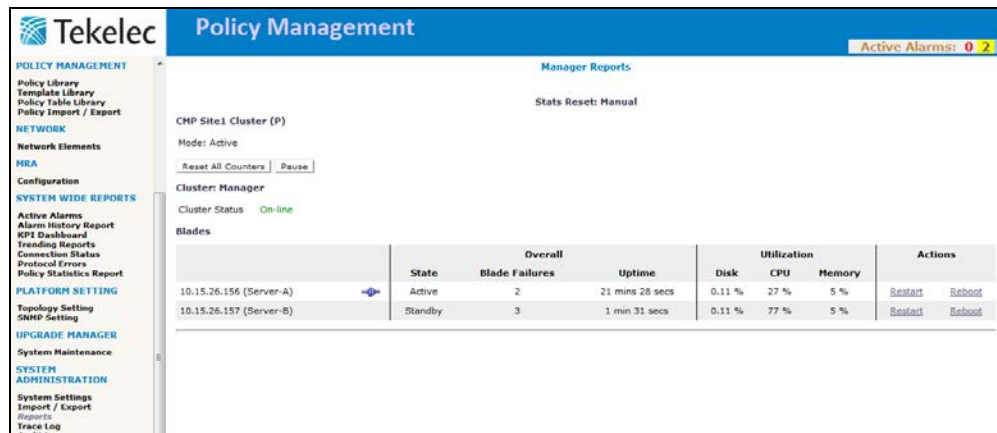 Tekelec
Policy Management
Active Alarms: 0 2
POLICY MANAGEMENT
Policy Library
Template Library
Policy Table Library
Policy Import / Export
NETWORK
Network Elements
MRA
Configuration
SYSTEM WIDE REPORTS
Active Alarms
Alarm History Report
KPI Dashboard
Trending Reports
Connection Status
Protocol Errors
Policy Statistics Report
PLATFORM SETTING
Topology Setting
SNMP Setting
UPGRADE MANAGER
System Maintenance
SYSTEM
ADMINISTRATION
System Settings
Import / Export
Reports
Trace Log
Manager Reports
Stats Reset: Manual
CMP Site1 Cluster (P)
Mode: Active
Reset All Counters Pause
Cluster: Manager
Cluster Status On-line
Blades
Overall Utilization Actions
State Blade Failures Uptime Disk CPU Memory
10.15.26.156 (Server-A) Active 2 21 mins 28 secs 0.11 % 27 % 5 % Restart Reboot
10.15.26.157 (Server-B) Standby 3 1 min 31 secs 0.11 % 77 % 5 % Restart Reboot